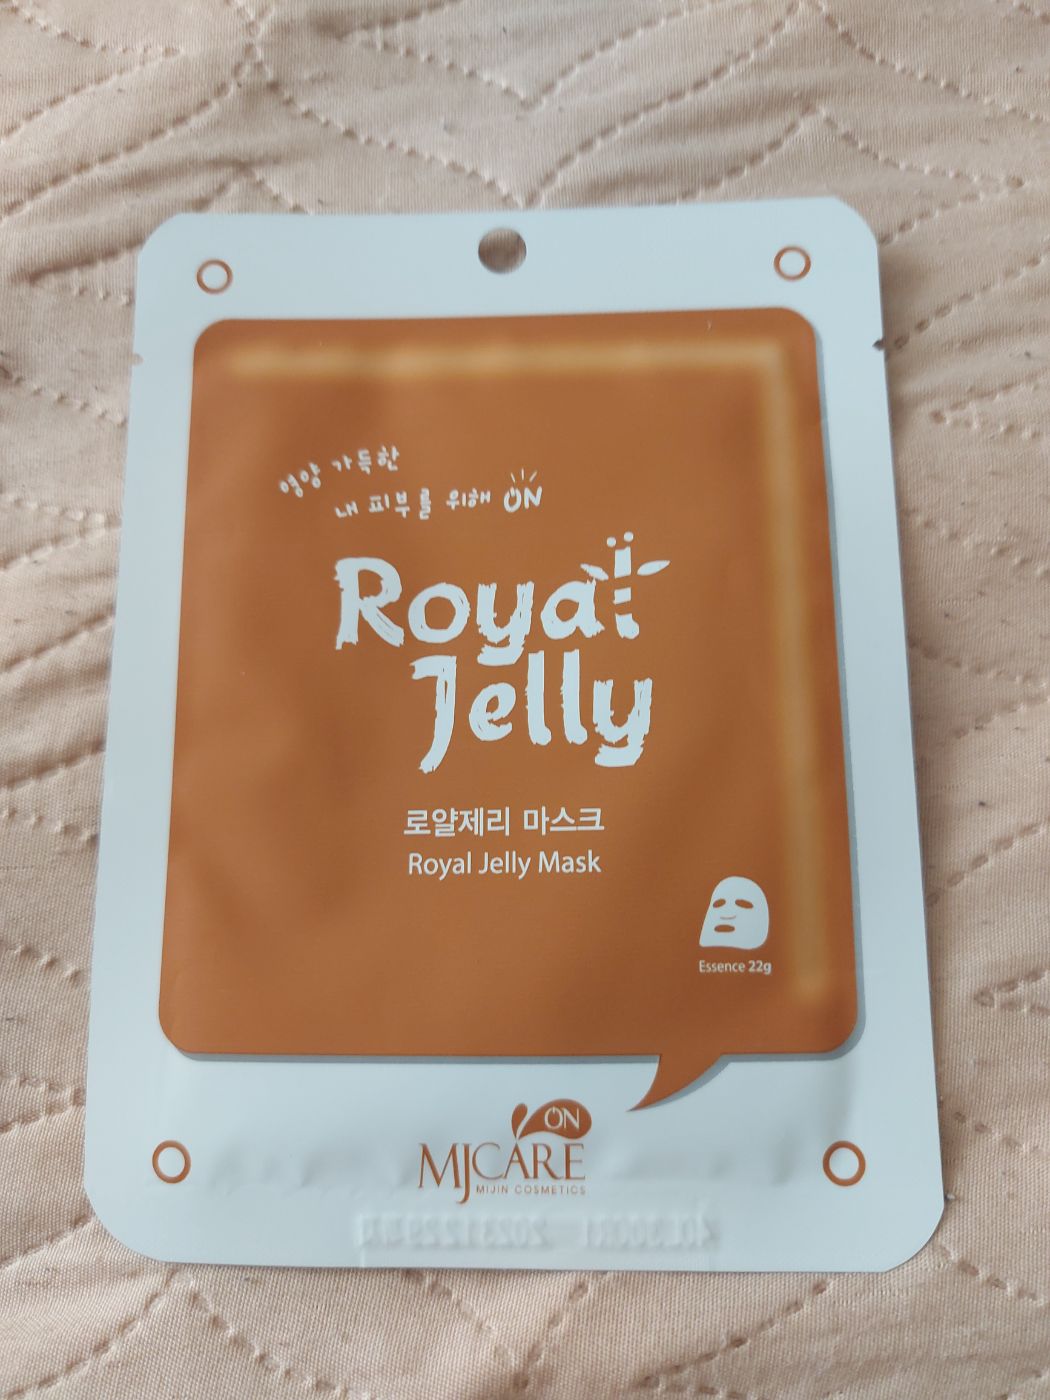 영양 가득한
내 피부를 위해 ON
Royal
Jelly
로얄제리 마스크
Royal Jelly Mask
Essence 22g
ON
MJCARE
MIJIN COSMETICS